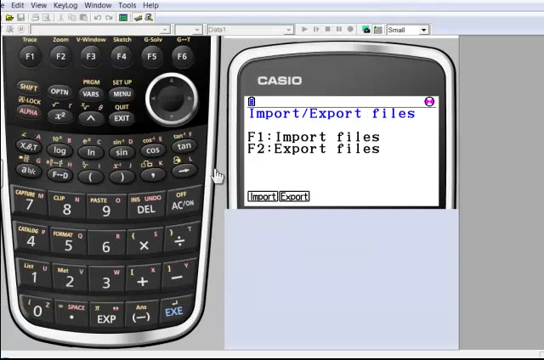 Edit View KeyLog Window Tools Help
Data1
Small
Trace Zoom V-Window Sketch G-Solv G↔T
F1 F2 F3 F4 F5 F6
PRGM SET UP
SHIFT OPTN VARS MENU
A-LOCK QUIT
ALPHA x² ^ EXIT
X,θ,T log ln sin cos tan
F↔D ( ) , →
CAPTURE CLIP PASTE INS UNDO OFF
7 8 9 DEL AC/ON
CATALOG P FORMAT Q R
4 5 6 × ÷
List U Mat V W X Y
1 2 3 + −
Z SPACE π " Ans
0 . EXP (−) EXE
CASIO
Import/Export files
F1:Import files
F2:Export files
Import Export